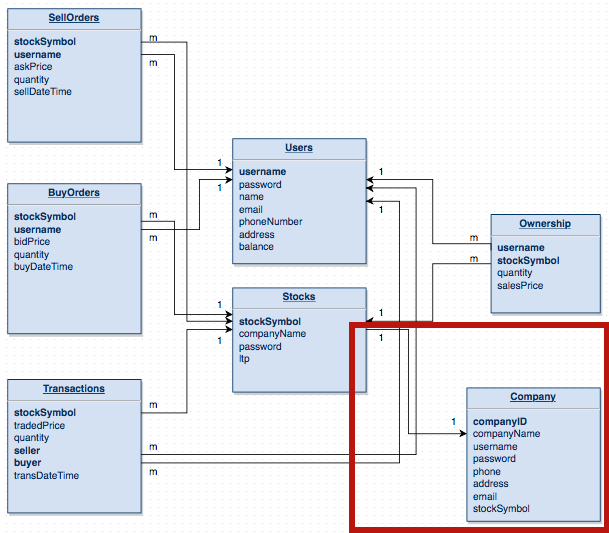 SellOrders
stockSymbol
username
askPrice
quantity
sellDateTime
m
m
BuyOrders
stockSymbol
username
bidPrice
quantity
buyDateTime
m
m
Transactions
stockSymbol
tradedPrice
quantity
seller
buyer
transDateTime
m
m
m
1
1
Users
username
password
name
email
phoneNumber
address
balance
1
1
1
1
Stocks
stockSymbol
companyName
password
ltp
1
1
m
m
Ownership
username
stockSymbol
quantity
salesPrice
1
Company
companyID
companyName
username
password
phone
address
email
stockSymbol